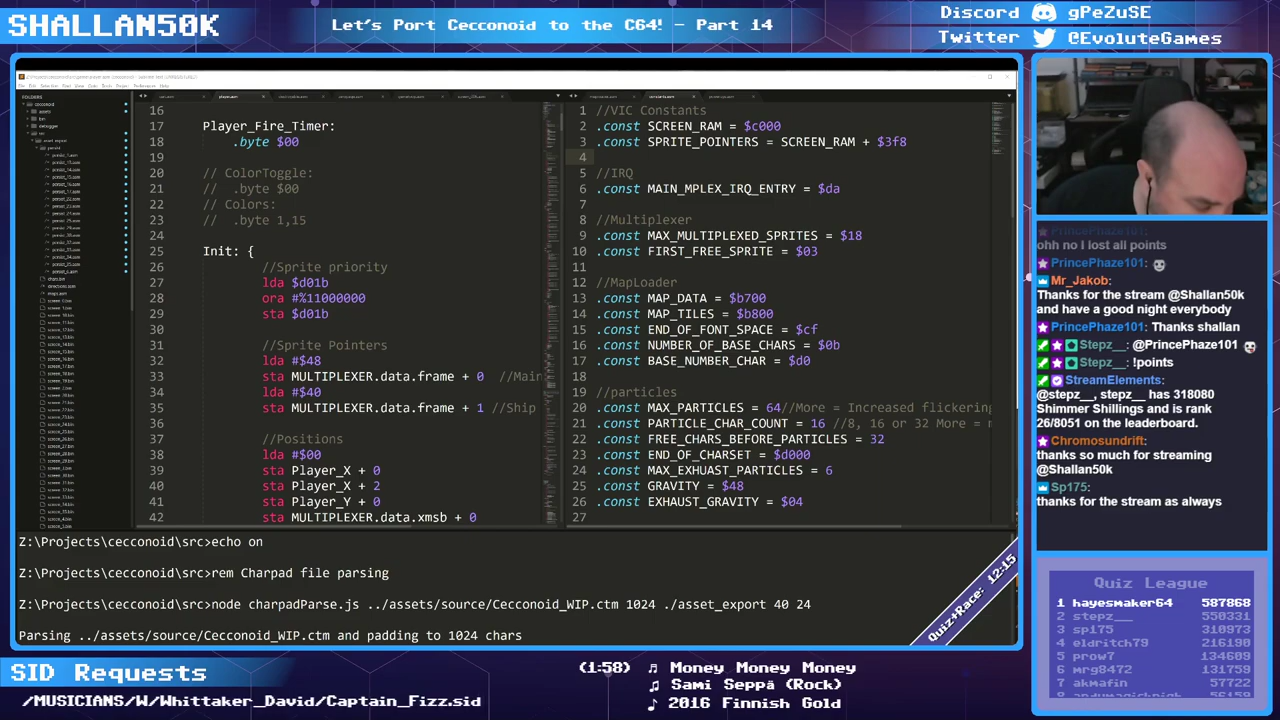 SHALLAN50K
Let's Port Cecconoid to the C64! - Part 14
Discord gPeZuSE
Twitter @EvoluteGames
FOLDERS
16
17 Player_Fire_Timer:
18 .byte $00
19
20 // ColorToggle:
21 // .byte $00
22 // Colors:
23 // .byte 1,15
24
25 Init: {
26 //Sprite priority
27 lda $d01b
28 ora #%11000000
29 sta $d01b
30
31 //Sprite Pointers
32 lda #$48
33 sta MULTIPLEXER.data.frame + 0 //Main
34 lda #$40
35 sta MULTIPLEXER.data.frame + 1 //Ship
36
37 //Positions
38 lda #$00
39 sta Player_X + 0
40 sta Player_X + 2
41 sta Player_Y + 0
42 sta MULTIPLEXER.data.xmsb + 0
1 //VIC Constants
2 .const SCREEN_RAM = $c000
3 .const SPRITE_POINTERS = SCREEN_RAM + $3f8
4
5 //IRQ
6 .const MAIN_MPLEX_IRQ_ENTRY = $da
7
8 //Multiplexer
9 .const MAX_MULTIPLEXED_SPRITES = $18
10 .const FIRST_FREE_SPRITE = $03
11
12 //MapLoader
13 .const MAP_DATA = $b700
14 .const MAP_TILES = $b800
15 .const END_OF_FONT_SPACE = $cf
16 .const NUMBER_OF_BASE_CHARS = $0b
17 .const BASE_NUMBER_CHAR = $d0
18
19 //particles
20 .const MAX_PARTICLES = 64//More = Increased flickerin
21 .const PARTICLE_CHAR_COUNT = 16 //8, 16 or 32 More =
22 .const FREE_CHARS_BEFORE_PARTICLES = 32
23 .const END_OF_CHARSET = $d000
24 .const MAX_EXHAUST_PARTICLES = 6
25 .const GRAVITY = $48
26 .const EXHAUST_GRAVITY = $04
27
Z:\Projects\cecconoid\src>echo on
Z:\Projects\cecconoid\src>rem Charpad file parsing
Z:\Projects\cecconoid\src>node charpadParse.js ../assets/source/Cecconoid_WIP.ctm 1024 ./asset_export 40 24
Parsing ../assets/source/Cecconoid_WIP.ctm and padding to 1024 chars
Quiz+Race: 12:15
PrincePhaze101:
ohh no I lost all points
PrincePhaze101:
Mr_Jakob:
Thanks for the stream @Shallan50k
and have a good night everybody
PrincePhaze101: Thanks shallan
Stepz__: @PrincePhaze101
Stepz__: !points
StreamElements:
@stepz__, stepz__ has 318080
Shimmer Shillings and is rank
26/8051 on the leaderboard.
Chromosundrift:
thanks so much for streaming
@Shallan50k
Sp175:
thanks for the stream as always
Quiz League
1 hayesmaker64 587868
2 stepz__ 550331
3 sp175 310973
4 eldritch79 216190
5 prow7 134609
6 mrg8472 131759
7 akmafin 57722
SID Requests
/MUSICIANS/W/Whittaker_David/Captain_Fizz.sid
(1:58) ♫ Money Money Money
♫ Sami Seppä (Rock)
♪ 2016 Finnish Gold